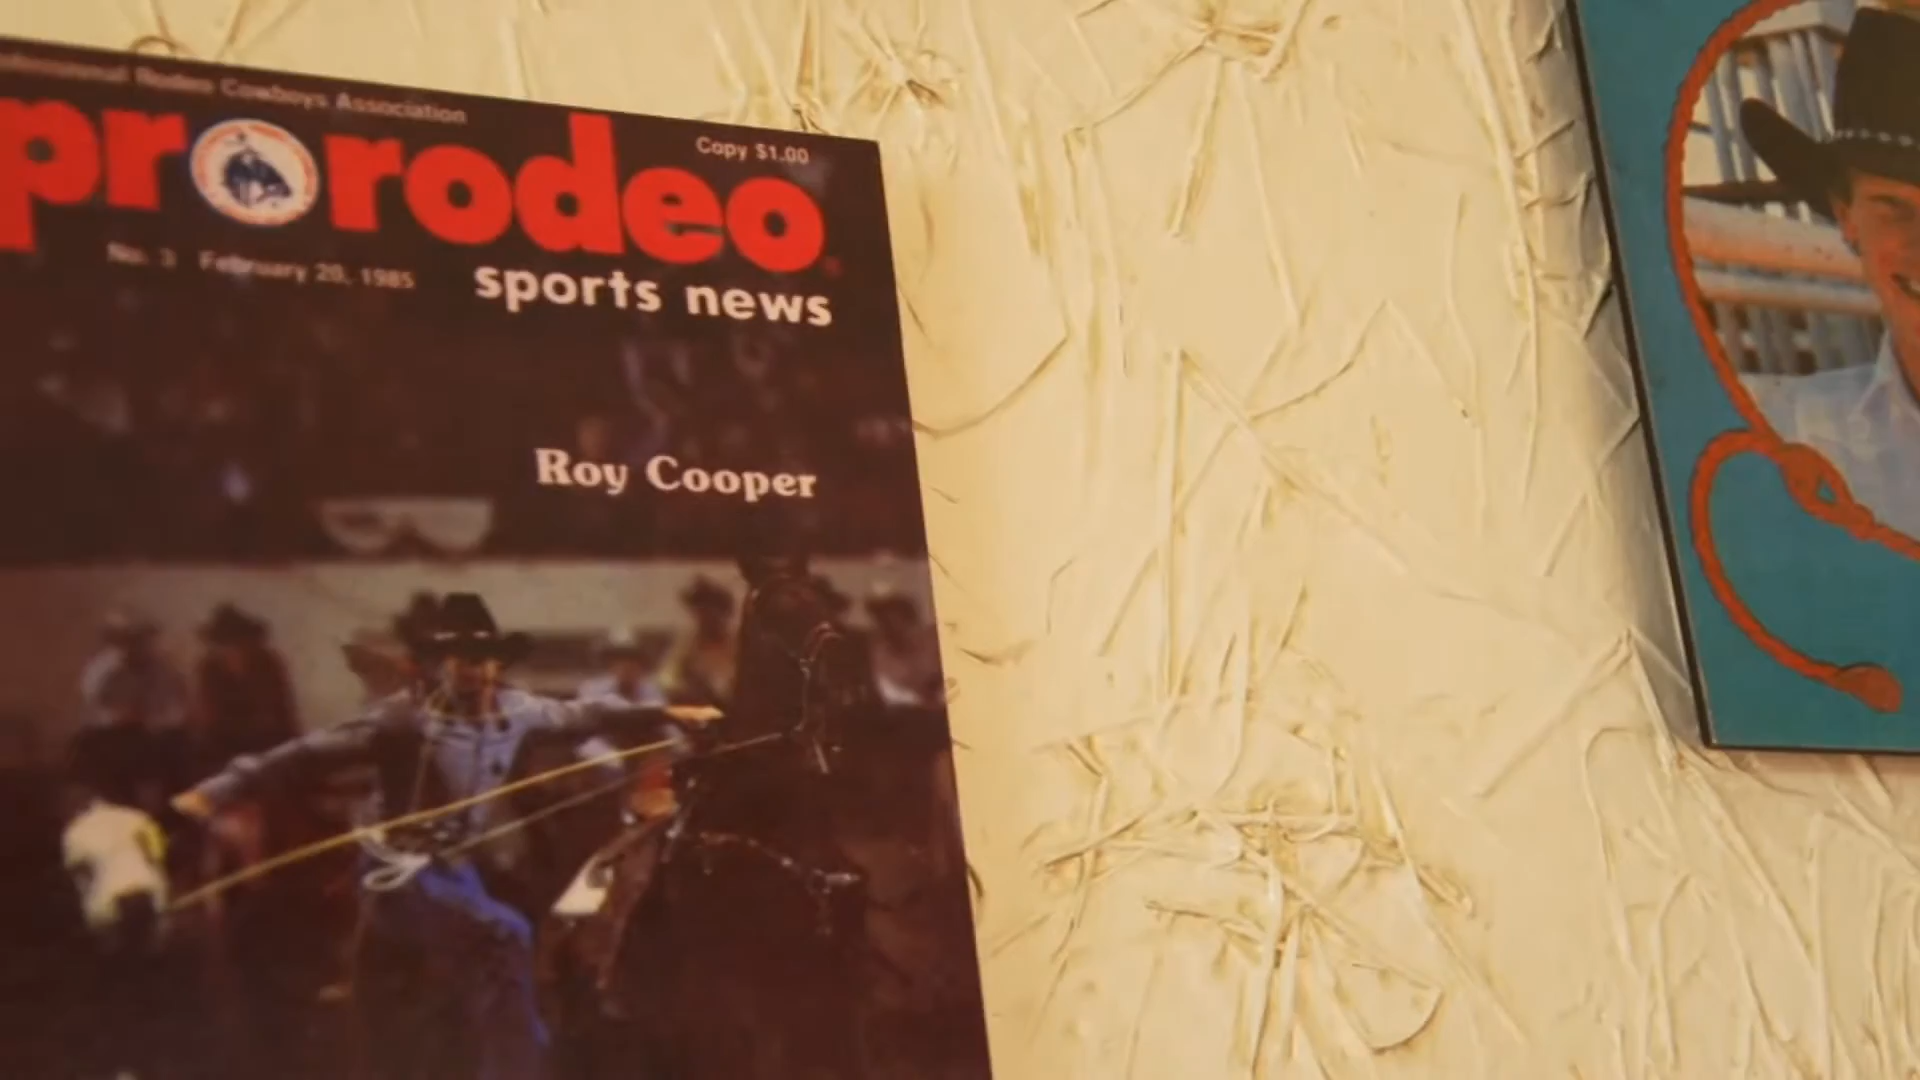 Professional Rodeo Cowboys Association
Copy $1.00
prorodeo
No. 3 February 20, 1985
sports news
Roy Cooper